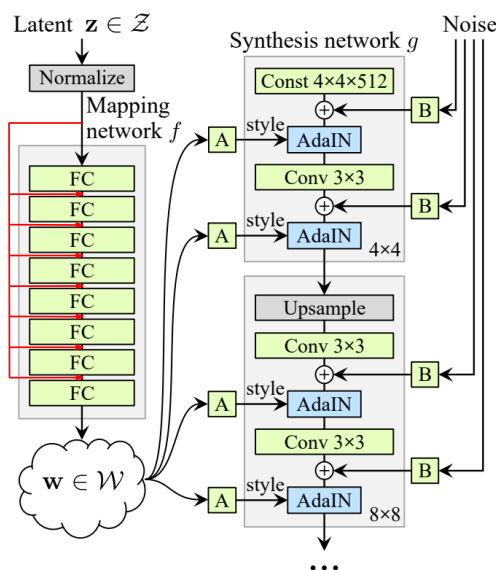 Latent z ∈ 𝒵
Normalize
Mapping
network f
FC
FC
FC
FC
FC
FC
FC
FC
w ∈ 𝒲
Synthesis network g
Noise
Const 4×4×512
B
A
style
AdaIN
Conv 3×3
B
A
style
AdaIN
4×4
Upsample
Conv 3×3
B
A
style
AdaIN
Conv 3×3
B
A
style
AdaIN
8×8
...